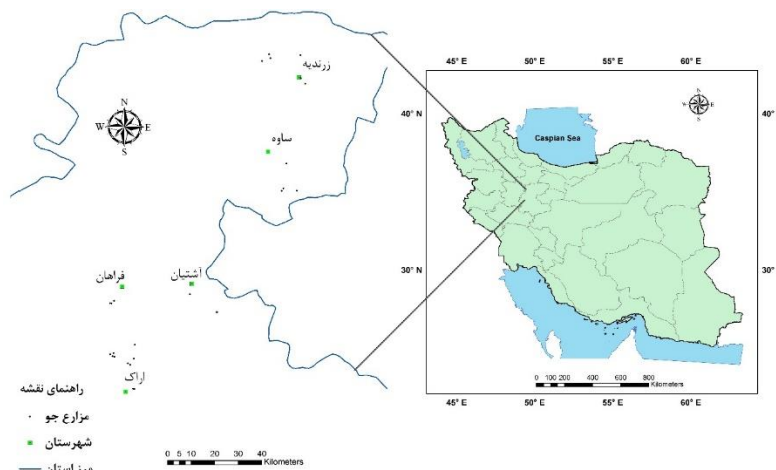 زرندیه
ساوه
آشتیان
فراهان
اراک
N
W E
S
راهنمای نقشه
مزارع جو
شهرستان
مرز استان
0 5 10 20 30 40
Kilometers
45° E 50° E 55° E 60° E
40° N 40°
30° N 30°
Caspian Sea
N
W E
S
0 100 200 400 600 800
Kilometers
45° E 50° E 55° E 60° E